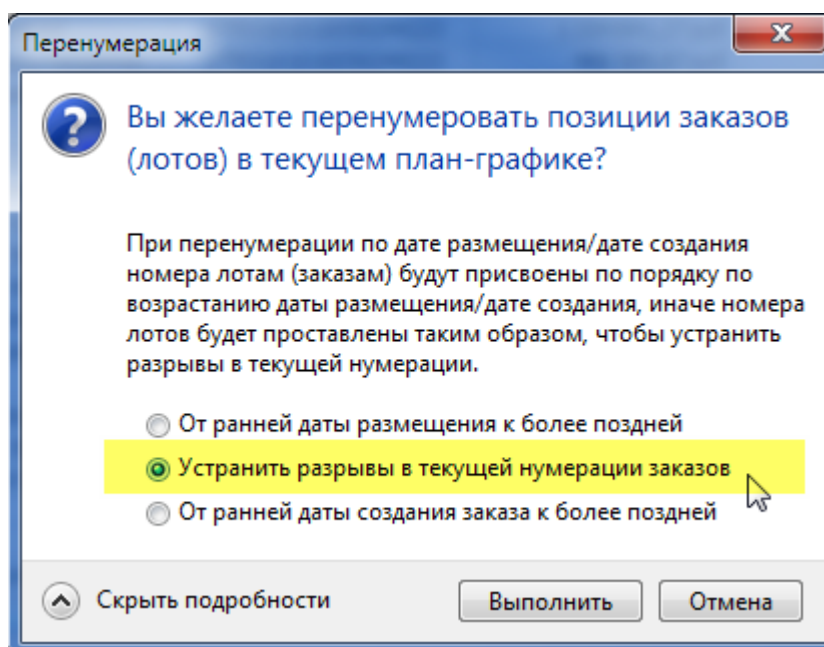 Перенумерация
Вы желаете перенумеровать позиции заказов
(лотов) в текущем план-графике?
При перенумерации по дате размещения/дате создания
номера лотам (заказам) будут присвоены по порядку по
возрастанию даты размещения/дате создания, иначе номера
лотов будет проставлены таким образом, чтобы устранить
разрывы в текущей нумерации.
От ранней даты размещения к более поздней
Устранить разрывы в текущей нумерации заказов
От ранней даты создания заказа к более поздней
Скрыть подробности
Выполнить
Отмена